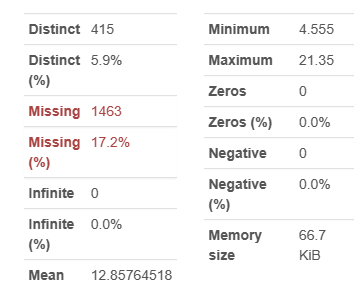 Distinct 415
Distinct 5.9%
(%)
Missing 1463
Missing 17.2%
(%)
Infinite 0
Infinite 0.0%
(%)
Mean 12.85764518
Minimum 4.555
Maximum 21.35
Zeros 0
Zeros (%) 0.0%
Negative 0
Negative 0.0%
(%)
Memory 66.7
size KiB